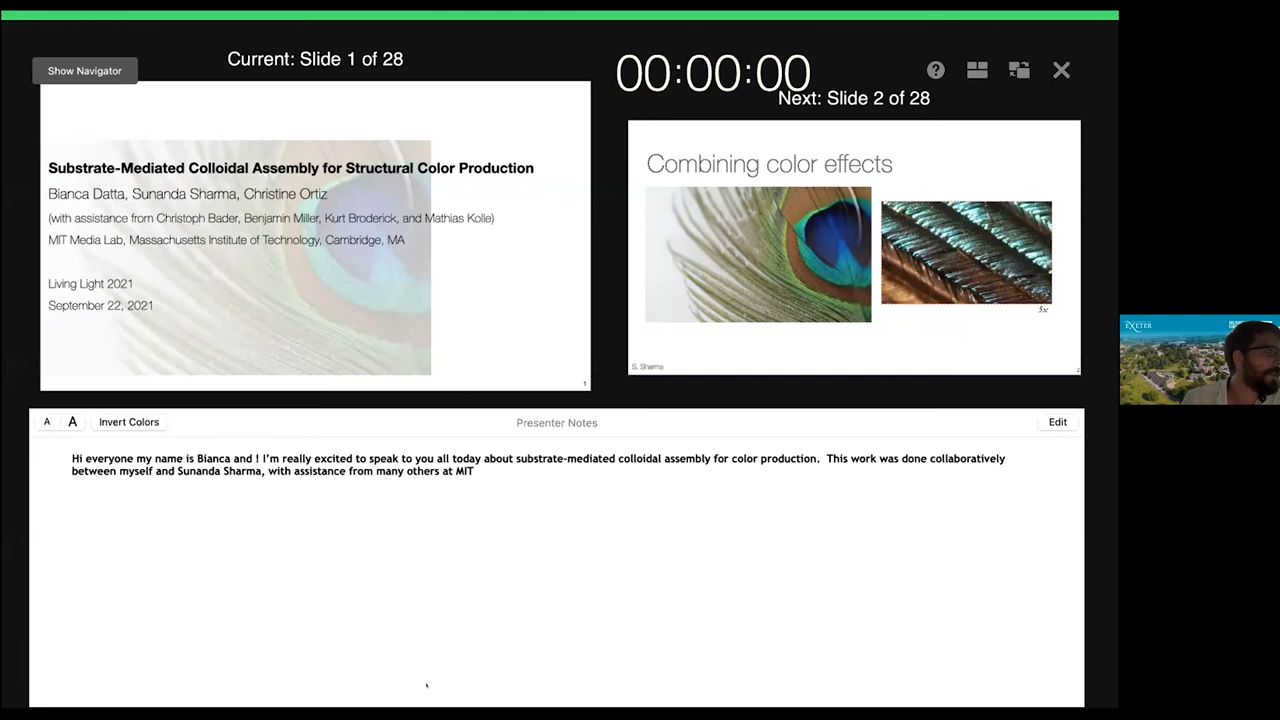 Show Navigator
Current: Slide 1 of 28
00:00:00
Next: Slide 2 of 28
Substrate-Mediated Colloidal Assembly for Structural Color Production
Bianca Datta, Sunanda Sharma, Christine Ortiz
(with assistance from Christoph Bader, Benjamin Miller, Kurt Broderick, and Mathias Kolle)
MIT Media Lab, Massachusetts Institute of Technology, Cambridge, MA
Living Light 2021
September 22, 2021
1
Combining color effects
5x
S. Sharma
2
EXETER
A A Invert Colors
Presenter Notes
Edit
Hi everyone my name is Bianca and ! I'm really excited to speak to you all today about substrate-mediated colloidal assembly for color production. This work was done collaboratively
between myself and Sunanda Sharma, with assistance from many others at MIT